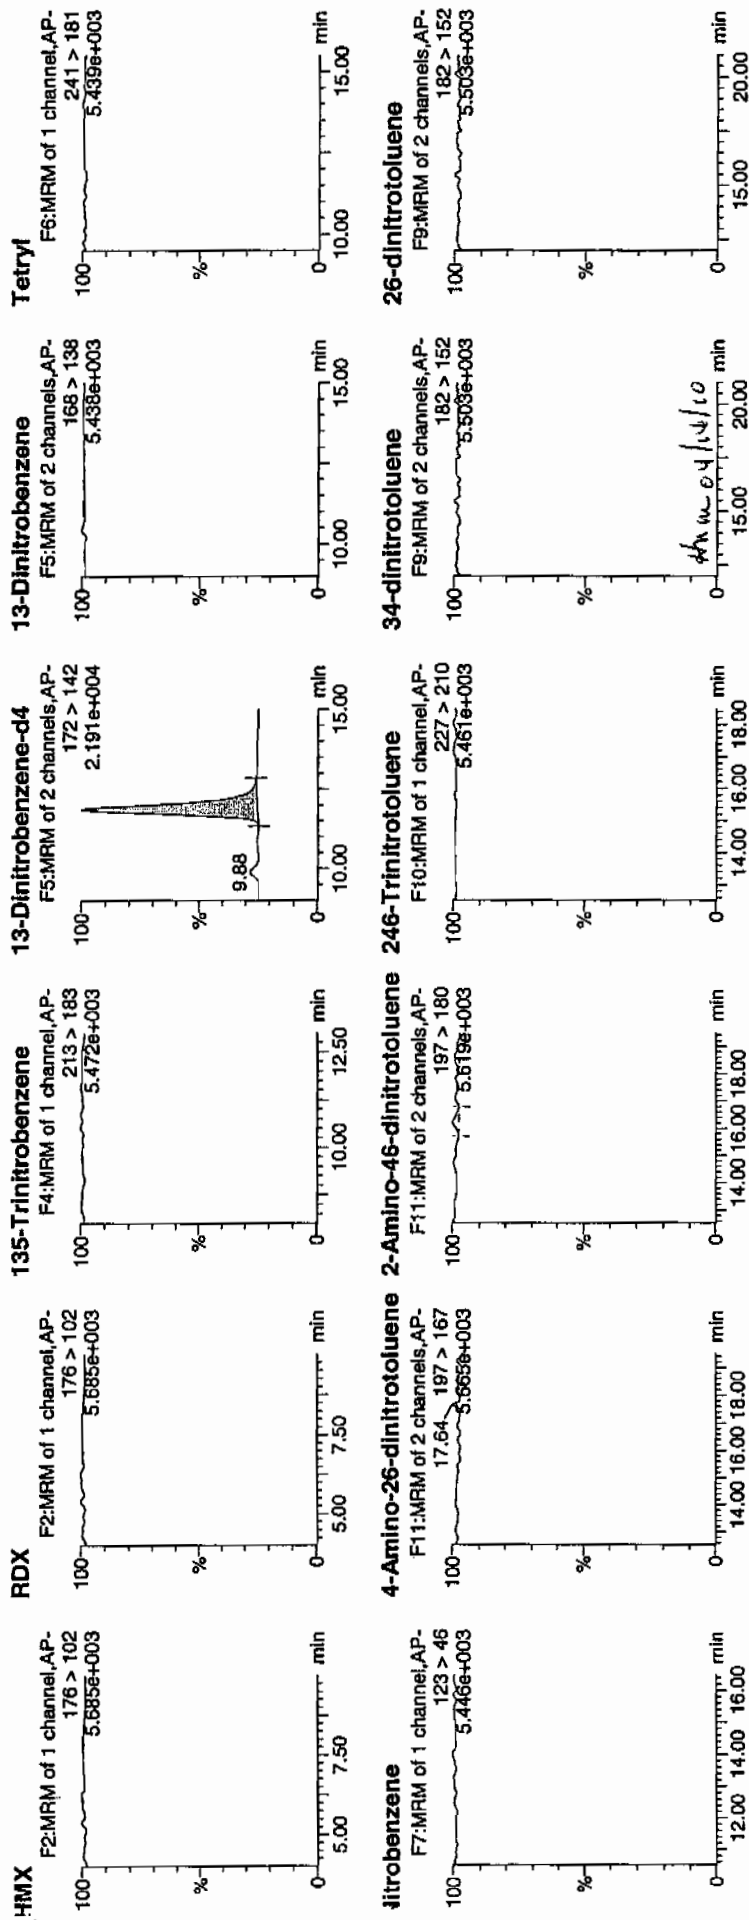 HMX
F2:MRM of 1 channel,AP-
176 > 102
5.685e+003
100
%
0
5.00
7.50
min
RDX
F2:MRM of 1 channel,AP-
176 > 102
5.685e+003
100
%
0
5.00
7.50
min
135-Trinitrobenzene
F4:MRM of 1 channel,AP-
213 > 183
5.472e+003
100
%
0
10.00
12.50
min
13-Dinitrobenzene-d4
F5:MRM of 2 channels,AP-
172 > 142
2.191e+004
100
9.88
%
0
10.00
15.00
min
13-Dinitrobenzene
F5:MRM of 2 channels,AP-
168 > 138
5.438e+003
100
%
0
10.00
15.00
min
Tetryl
F6:MRM of 1 channel,AP-
241 > 181
5.439e+003
100
%
0
10.00
15.00
min
litrobenzene
F7:MRM of 1 channel,AP-
123 > 46
5.446e+003
100
%
0
12.00
14.00
16.00
min
4-Amino-26-dinitrotoluene
F11:MRM of 2 channels,AP-
17.64
197 > 167
5.665e+003
100
%
0
14.00
16.00
18.00
min
2-Amino-46-dinitrotoluene
F11:MRM of 2 channels,AP-
197 > 180
5.619e+003
100
%
0
14.00
16.00
18.00
min
246-Trinitrotoluene
F10:MRM of 1 channel,AP-
227 > 210
5.461e+003
100
%
0
14.00
16.00
18.00
min
34-dinitrotoluene
F9:MRM of 2 channels,AP-
182 > 152
5.503e+003
100
%
04/14/10
0
15.00
20.00
min
26-dinitrotoluene
F9:MRM of 2 channels,AP-
182 > 152
5.503e+003
100
%
0
15.00
20.00
min